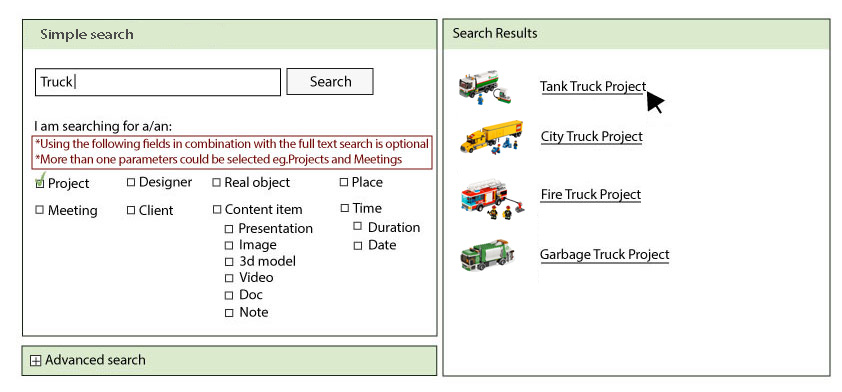 Simple search
Truck
Search
I am searching for a/an:
*Using the following fields in combination with the full text search is optional
*More than one parameters could be selected eg.Projects and Meetings
Project
Designer
Real object
Place
Meeting
Client
Content item
Time
Presentation
Duration
Image
Date
3d model
Video
Doc
Note
Advanced search
Search Results
Tank Truck Project
City Truck Project
Fire Truck Project
Garbage Truck Project